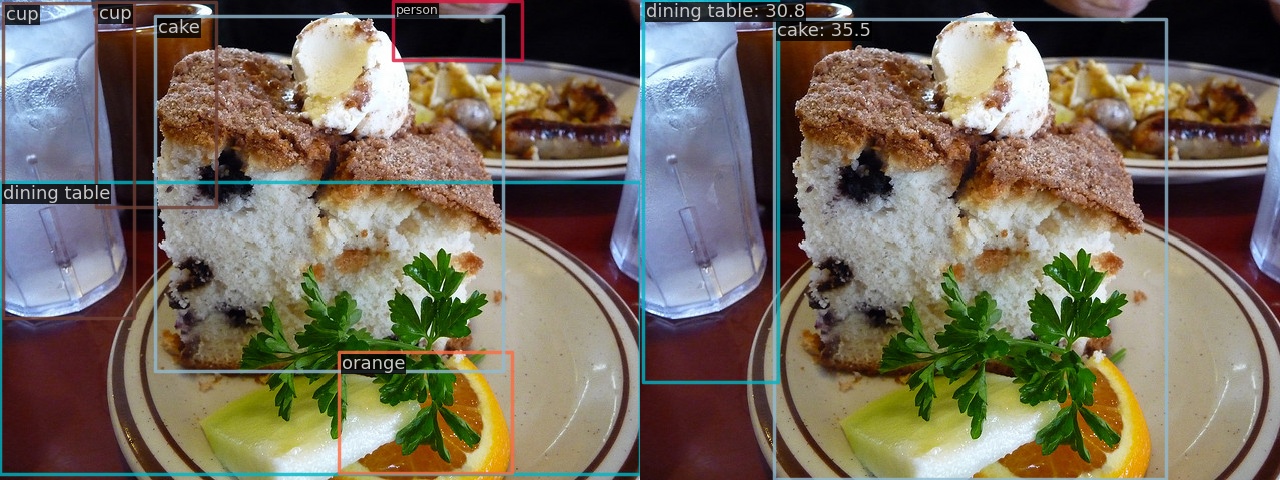 cup
cup
cake
person
dining table
orange
dining table: 30.8
cake: 35.5